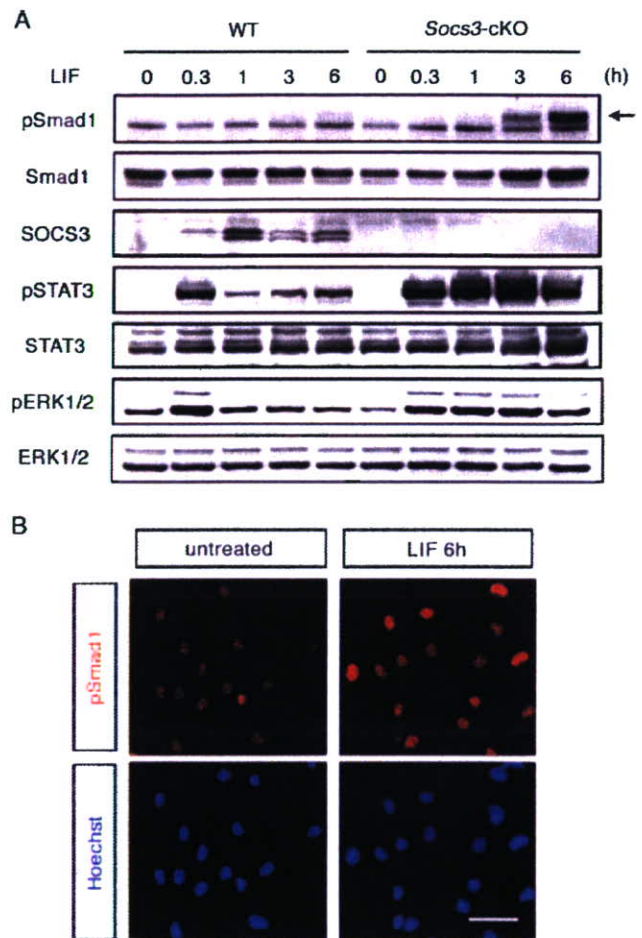 A
WT Socs3-cKO
LIF 0 0.3 1 3 6 0 0.3 1 3 6 (h)
pSmad1
Smad1
SOCS3
pSTAT3
STAT3
pERK1/2
ERK1/2
B
untreated LIF 6h
pSmad1
Hoechst